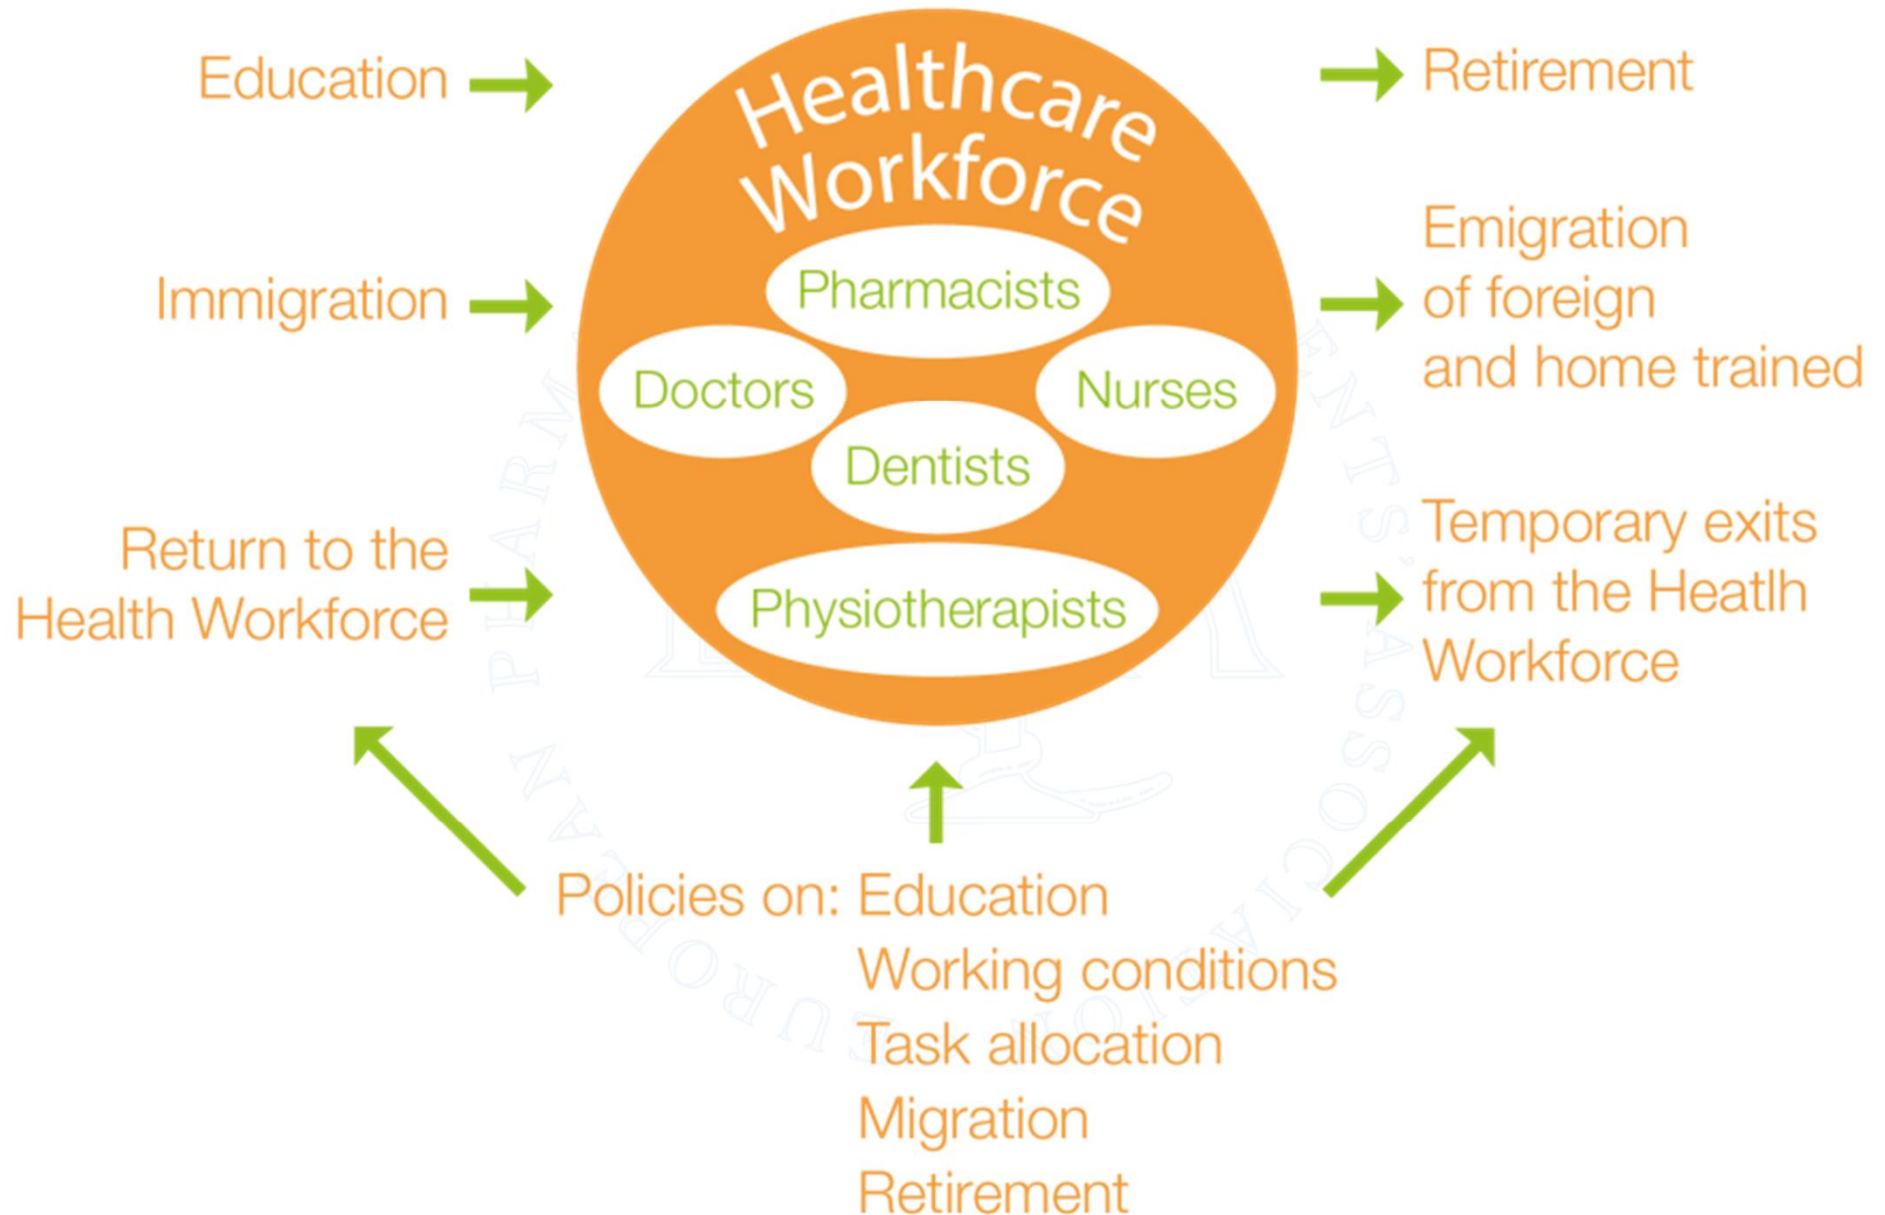 Education
Immigration
Return to the
Health Workforce
Healthcare
Workforce
Pharmacists
Doctors
Nurses
Dentists
Physiotherapists
Retirement
Emigration
of foreign
and home trained
Temporary exits
from the Heatlh
Workforce
Policies on: Education
Working conditions
Task allocation
Migration
Retirement